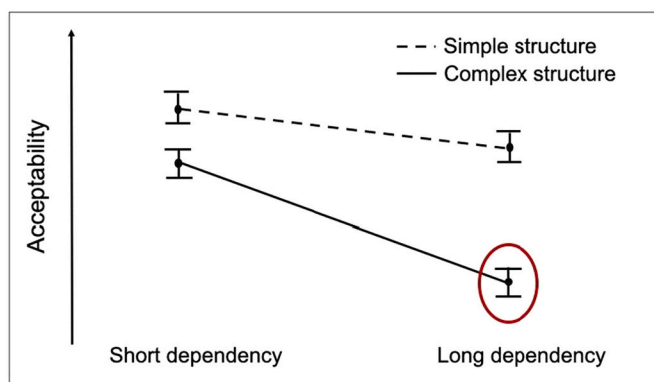 Simple structure
Complex structure
Acceptability
Short dependency
Long dependency